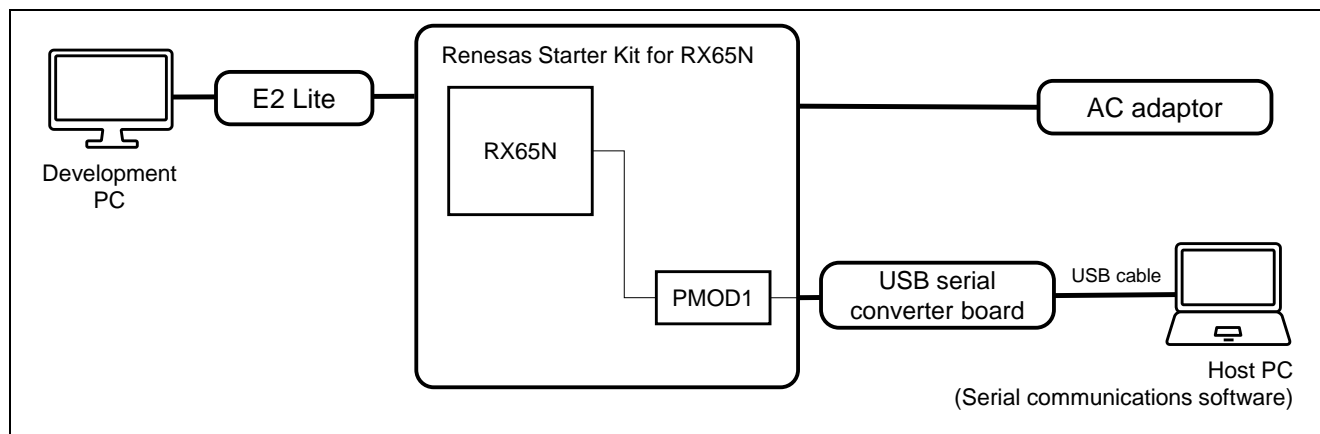 Renesas Starter Kit for RX65N
E2 Lite
AC adaptor
RX65N
Development
PC
PMOD1
USB serial
converter board
USB cable
Host PC
(Serial communications software)